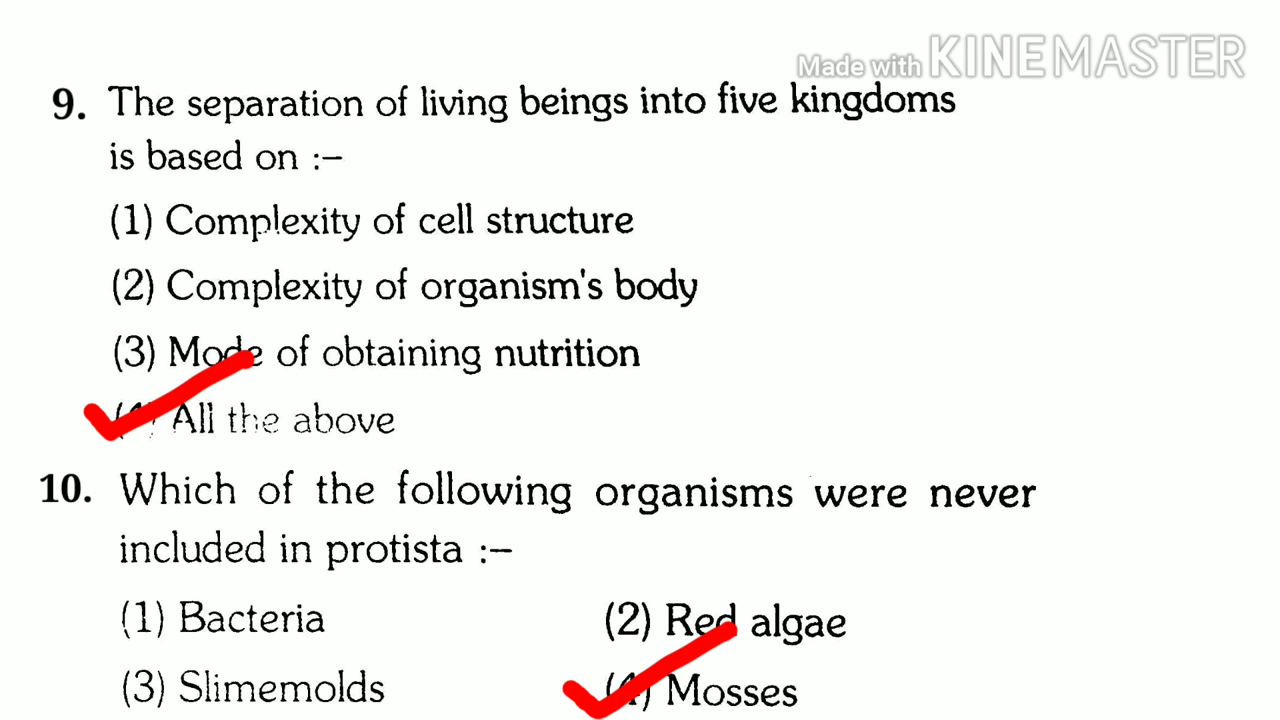 Made with KINEMASTER
9. The separation of living beings into five kingdoms
is based on :–
(1) Complexity of cell structure
(2) Complexity of organism's body
(3) Mode of obtaining nutrition
(4) All the above
10. Which of the following organisms were never
included in protista :–
(1) Bacteria (2) Red algae
(3) Slimemolds (4) Mosses